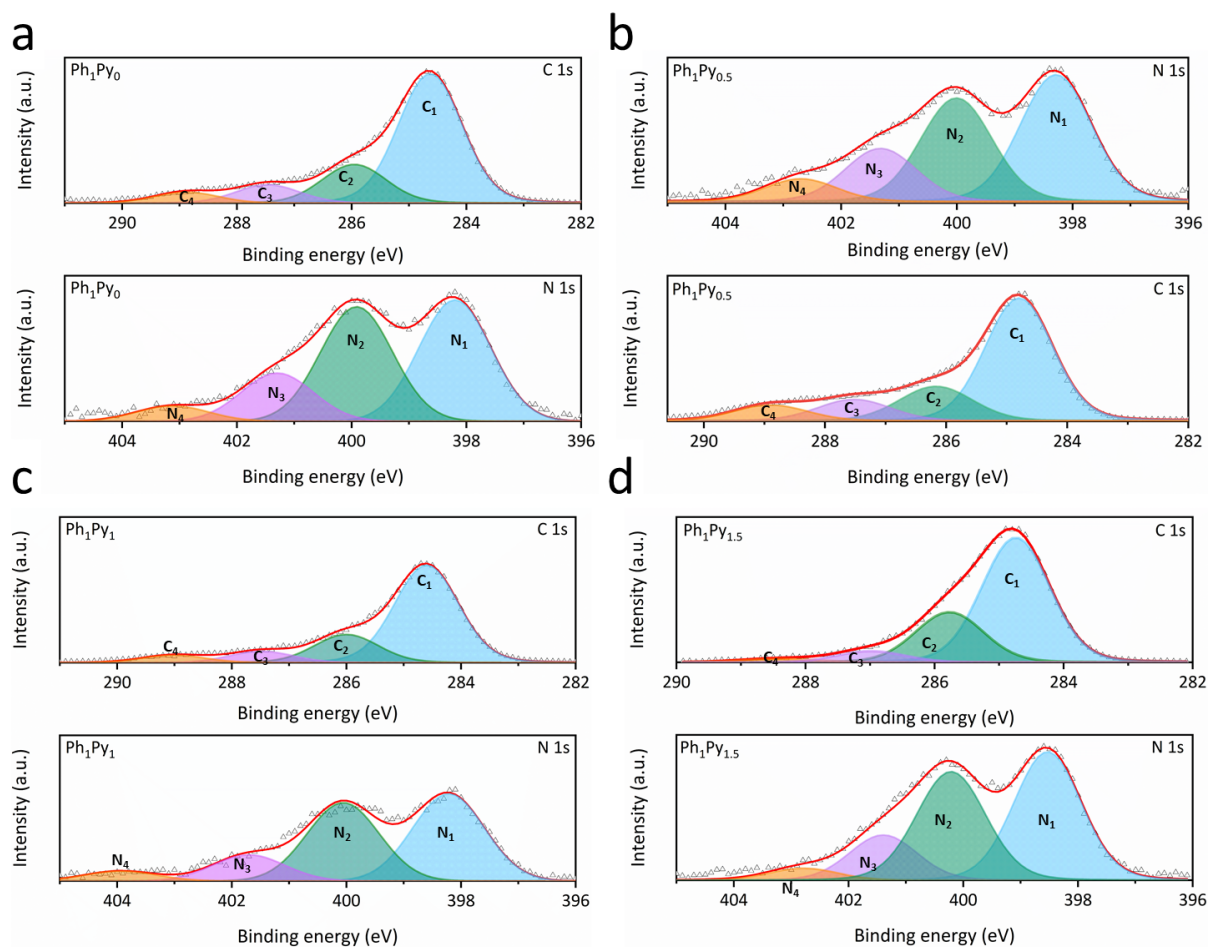 a
Ph₁Py₀
C 1s
C₁
C₂
C₃
C₄
Intensity (a.u.)
290 288 286 284 282
Binding energy (eV)
Ph₁Py₀
N 1s
N₁
N₂
N₃
N₄
Intensity (a.u.)
404 402 400 398 396
Binding energy (eV)
b
Ph₁Py₀.₅
N 1s
N₁
N₂
N₃
N₄
Intensity (a.u.)
404 402 400 398 396
Binding energy (eV)
Ph₁Py₀.₅
C 1s
C₁
C₂
C₃
C₄
Intensity (a.u.)
290 288 286 284 282
Binding energy (eV)
c
Ph₁Py₁
C 1s
C₁
C₂
C₃
C₄
Intensity (a.u.)
290 288 286 284 282
Binding energy (eV)
Ph₁Py₁
N 1s
N₁
N₂
N₃
N₄
Intensity (a.u.)
404 402 400 398 396
Binding energy (eV)
d
Ph₁Py₁.₅
C 1s
C₁
C₂
C₃
C₄
Intensity (a.u.)
290 288 286 284 282
Binding energy (eV)
Ph₁Py₁.₅
N 1s
N₁
N₂
N₃
N₄
Intensity (a.u.)
404 402 400 398 396
Binding energy (eV)